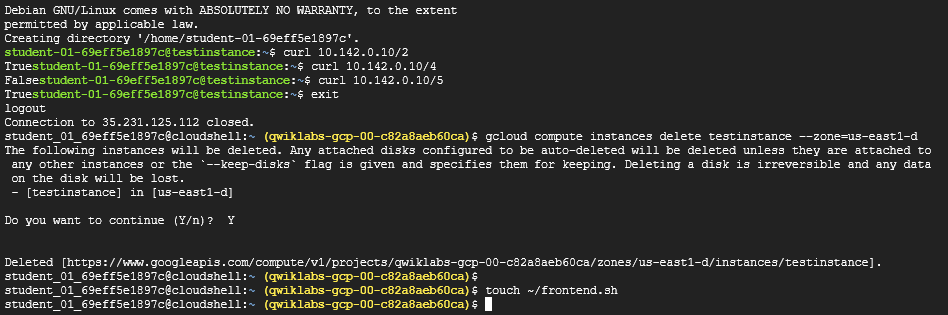 Debian GNU/Linux comes with ABSOLUTELY NO WARRANTY, to the extent
permitted by applicable law.
Creating directory '/home/student-01-69eff5e1897c'.
student-01-69eff5e1897c@testinstance:~$ curl 10.142.0.10/2
Truestudent-01-69eff5e1897c@testinstance:~$ curl 10.142.0.10/4
Falsestudent-01-69eff5e1897c@testinstance:~$ curl 10.142.0.10/5
Truestudent-01-69eff5e1897c@testinstance:~$ exit
logout
Connection to 35.231.125.112 closed.
student_01_69eff5e1897c@cloudshell:~ (qwiklabs-gcp-00-c82a8aeb60ca)$ gcloud compute instances delete testinstance --zone=us-east1-d
The following instances will be deleted. Any attached disks configured to be auto-deleted will be deleted unless they are attached to
any other instances or the `--keep-disks` flag is given and specifies them for keeping. Deleting a disk is irreversible and any data
on the disk will be lost.
- [testinstance] in [us-east1-d]
Do you want to continue (Y/n)?  Y
Deleted [https://www.googleapis.com/compute/v1/projects/qwiklabs-gcp-00-c82a8aeb60ca/zones/us-east1-d/instances/testinstance].
student_01_69eff5e1897c@cloudshell:~ (qwiklabs-gcp-00-c82a8aeb60ca)$
student_01_69eff5e1897c@cloudshell:~ (qwiklabs-gcp-00-c82a8aeb60ca)$ touch ~/frontend.sh
student_01_69eff5e1897c@cloudshell:~ (qwiklabs-gcp-00-c82a8aeb60ca)$